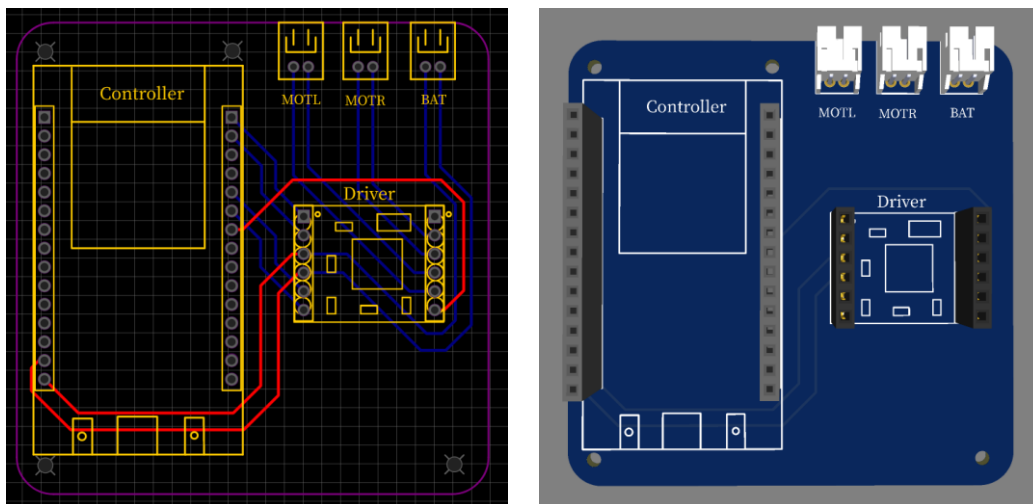 Controller
MOTL
MOTR
BAT
Driver
Controller
MOTL
MOTR
BAT
Driver